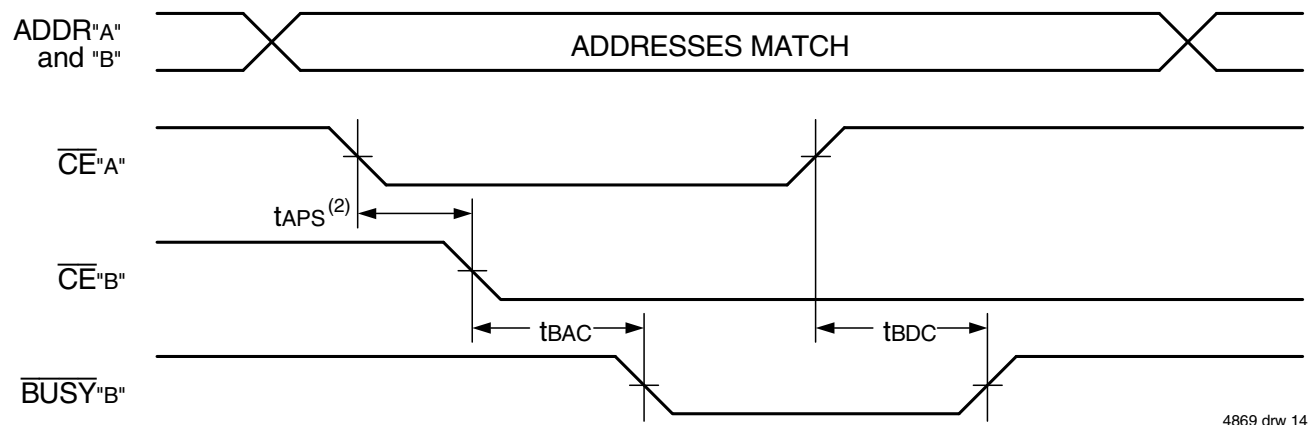 ADDR"A"
and "B"
ADDRESSES MATCH
CE"A"
tAPS(2)
CE"B"
tBAC
tBDC
BUSY"B"
4869 drw 14